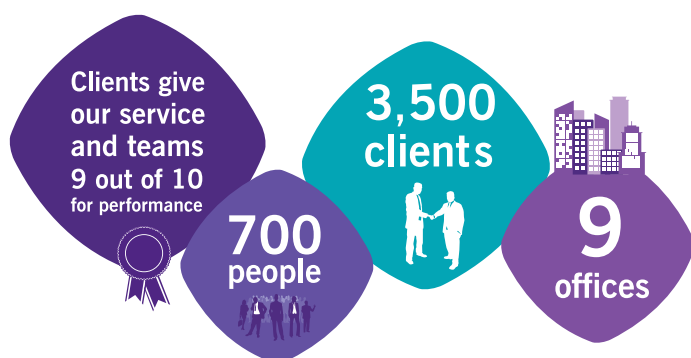 Clients give
our service
and teams
9 out of 10
for performance
700
people
3,500
clients
9
offices